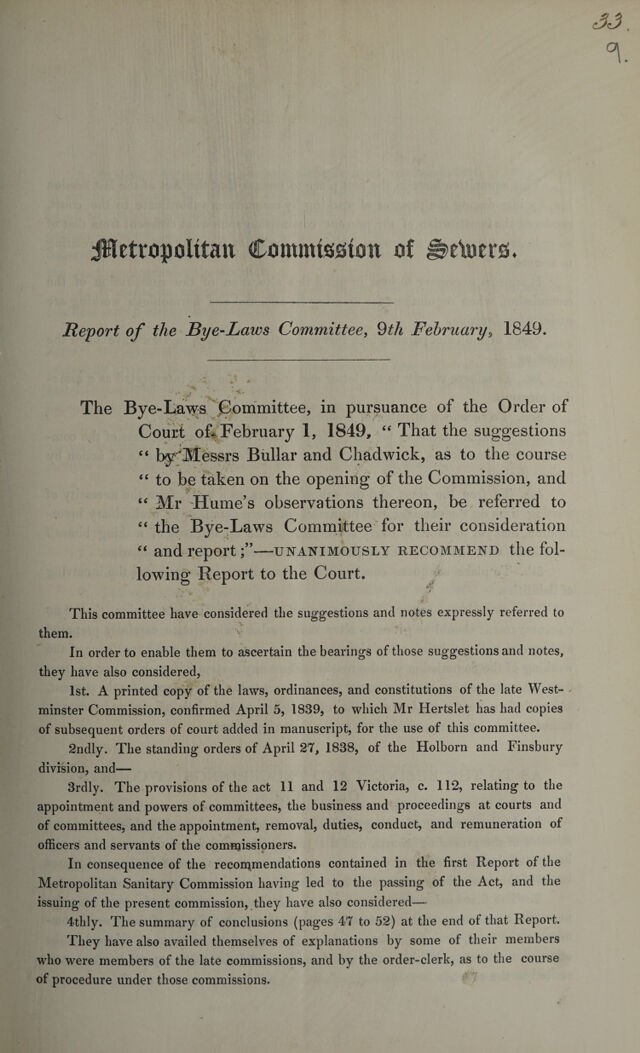 33.
9.
Metropolitan Commission of Sewers.
Report of the Bye-Laws Committee, 9th February, 1849.
The Bye-Laws Committee, in pursuance of the Order of
Court of February 1, 1849, “ That the suggestions
“ by Messrs Bullar and Chadwick, as to the course
“ to be taken on the opening of the Commission, and
“ Mr Hume’s observations thereon, be referred to
“ the Bye-Laws Committee for their consideration
“ and report ;”—UNANIMOUSLY RECOMMEND the fol-
lowing Report to the Court.
This committee have considered the suggestions and notes expressly referred to
them.
In order to enable them to ascertain the bearings of those suggestions and notes,
they have also considered,
1st. A printed copy of the laws, ordinances, and constitutions of the late West-
minster Commission, confirmed April 5, 1839, to which Mr Hertslet has had copies
of subsequent orders of court added in manuscript, for the use of this committee.
2ndly. The standing orders of April 27, 1838, of the Holborn and Finsbury
division, and—
3rdly. The provisions of the act 11 and 12 Victoria, c. 112, relating to the
appointment and powers of committees, the business and proceedings at courts and
of committees, and the appointment, removal, duties, conduct, and remuneration of
officers and servants of the commissioners.
In consequence of the recommendations contained in the first Report of the
Metropolitan Sanitary Commission having led to the passing of the Act, and the
issuing of the present commission, they have also considered—
4thly. The summary of conclusions (pages 47 to 52) at the end of that Report.
They have also availed themselves of explanations by some of their members
who were members of the late commissions, and by the order-clerk, as to the course
of procedure under those commissions.